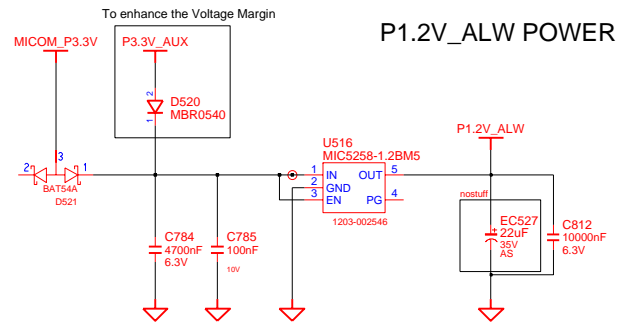 To enhance the Voltage Margin
P1.2V_ALW POWER
MICOM_P3.3V
P3.3V_AUX
2
D520
MBR0540
1
U516
MIC5258-1.2BM5
P1.2V_ALW
2
3
1
BAT54A
D521
1
IN
OUT
5
2
GND
3
EN
PG
4
1203-002546
nostuff
EC527
22uF
35V
AS
C812
10000nF
6.3V
C784
4700nF
6.3V
C785
100nF
10V